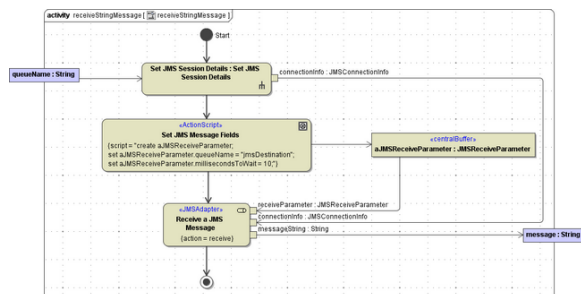 activity receiveStringMessage [ receiveStringMessage ]
Start
queueName : String
Set JMS Session Details : Set JMS
Session Details
connectionInfo : JMSConnectionInfo
«ActionScript»
Set JMS Message Fields
{script = "create aJMSReceiveParameter;
set aJMSReceiveParameter.queueName = "jmsDestination";
set aJMSReceiveParameter.millisecondsToWait = 10;"}
«centralBuffer»
aJMSReceiveParameter : JMSReceiveParameter
«JMSAdapter»
Receive a JMS
Message
{action = receive}
receiveParameter : JMSReceiveParameter
connectionInfo : JMSConnectionInfo
messageString : String
message : String